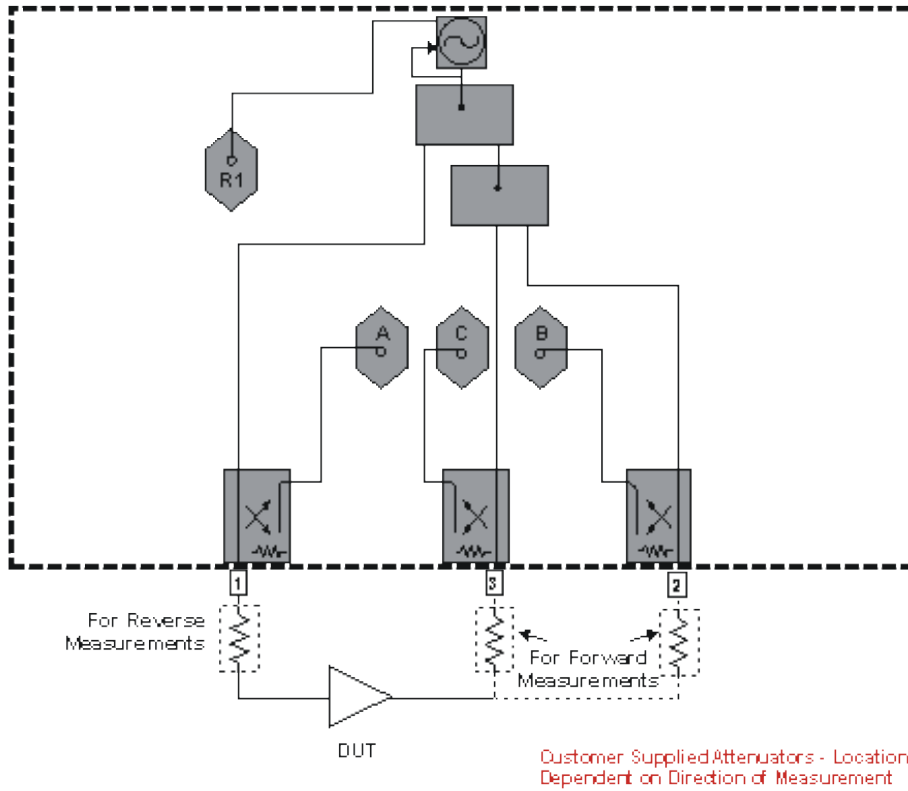 R1
A
C
B
1
3
2
For Reverse
Measurements
For Forward
Measurements
DUT
Customer Supplied Attenuators - Location
Dependent on Direction of Measurement